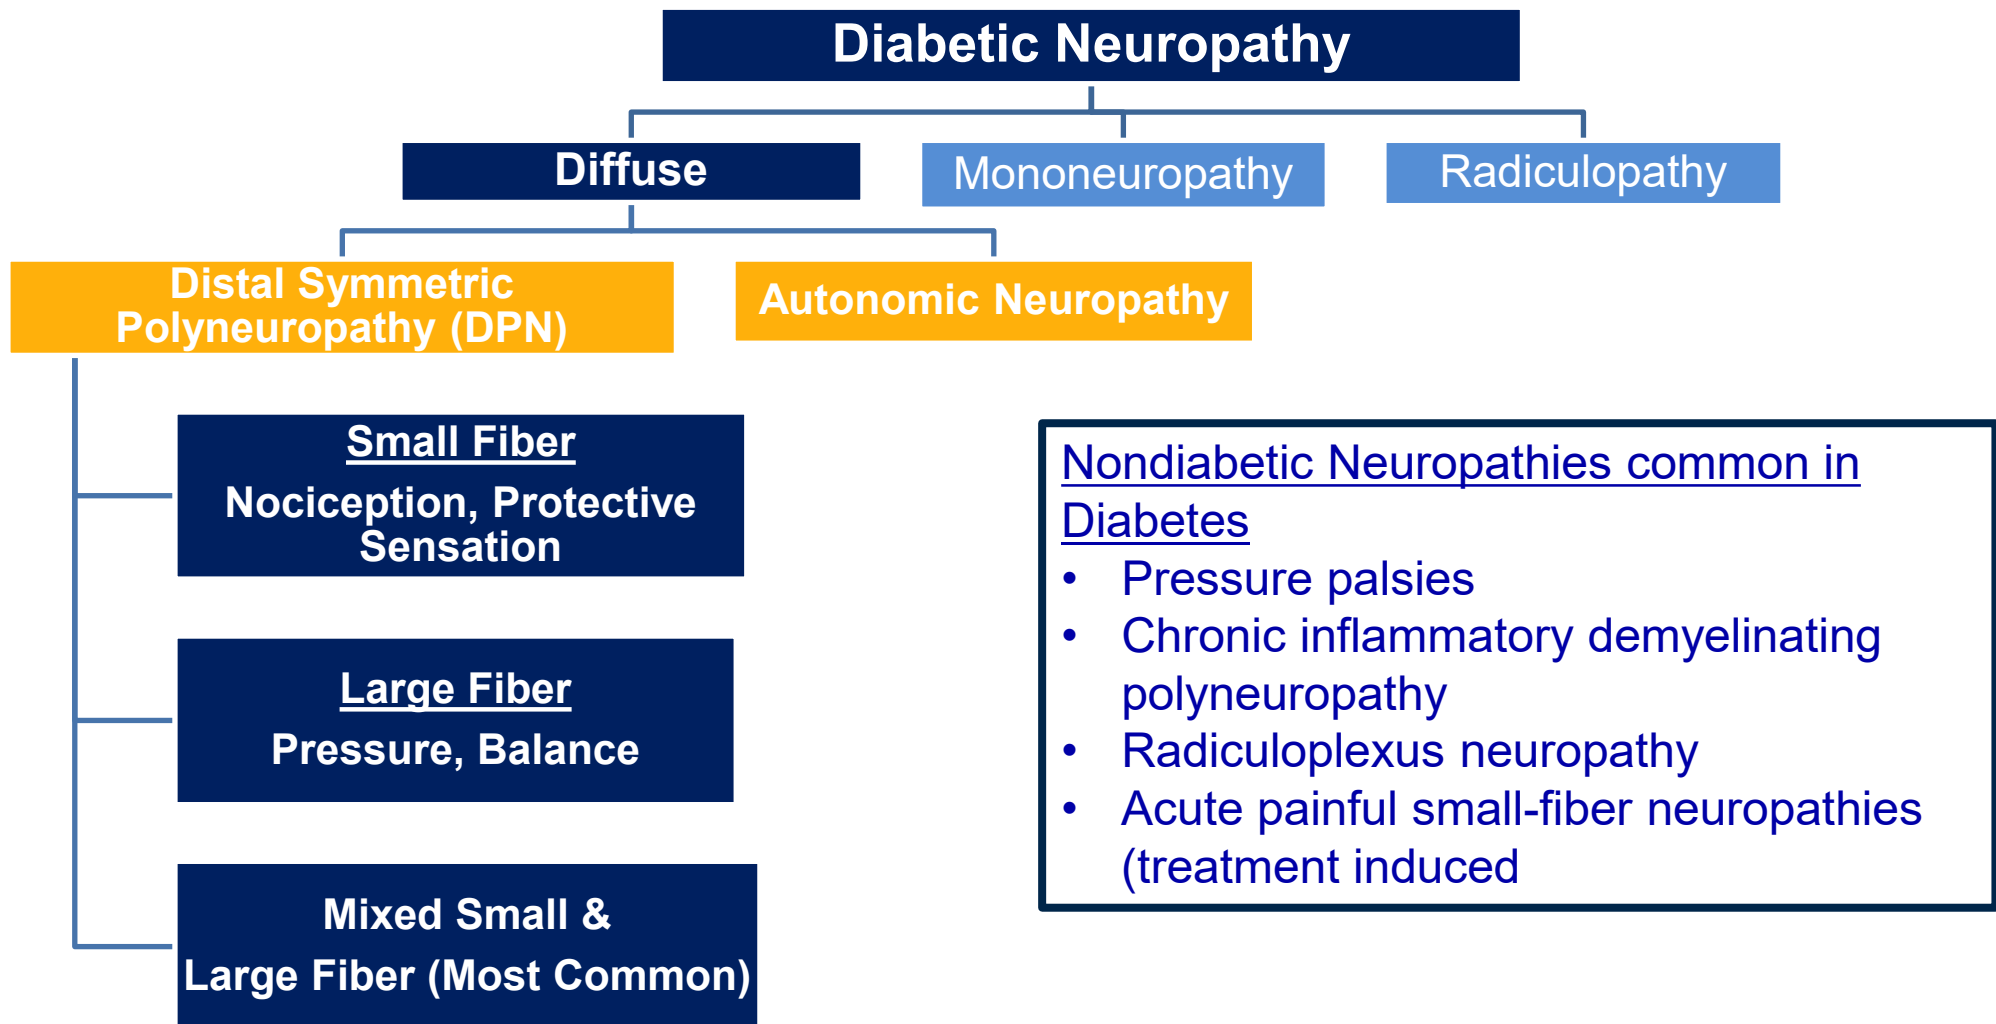 Diabetic Neuropathy
Diffuse
Mononeuropathy
Radiculopathy
Distal Symmetric
Polyneuropathy (DPN)
Autonomic Neuropathy
Small Fiber
Nociception, Protective
Sensation
Large Fiber
Pressure, Balance
Mixed Small &
Large Fiber (Most Common)
Nondiabetic Neuropathies common in
Diabetes
• Pressure palsies
• Chronic inflammatory demyelinating
polyneuropathy
• Radiculoplexus neuropathy
• Acute painful small-fiber neuropathies
(treatment induced